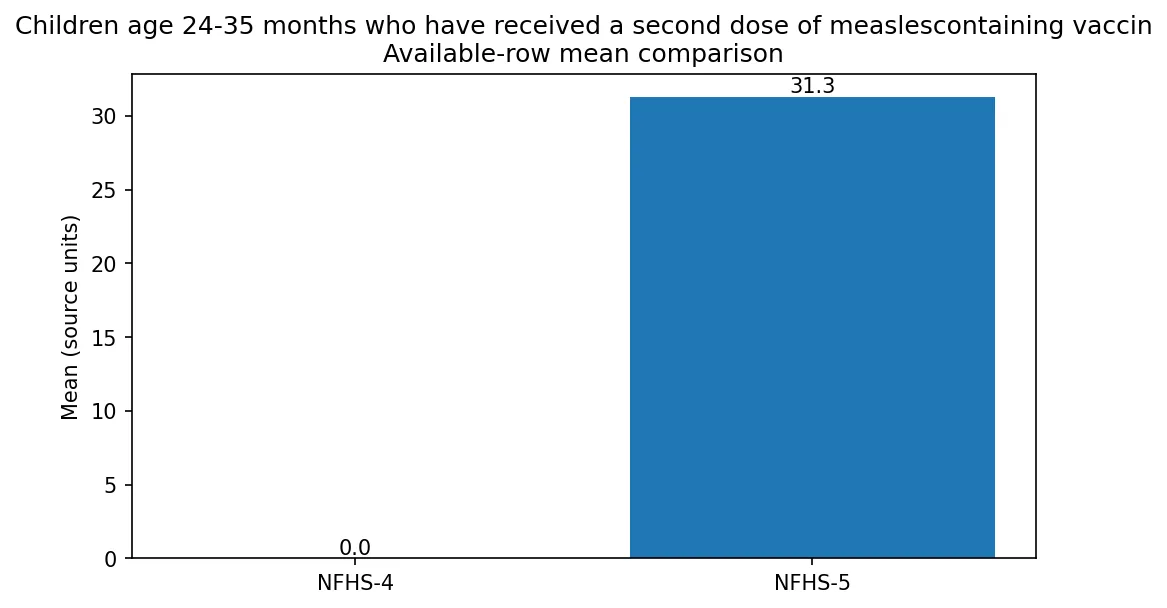 Children age 24-35 months who have received a second dose of measlescontaining vaccin
Available-row mean comparison
31.3
30
25
20
15
10
5
0
Mean (source units)
0.0
NFHS-4
NFHS-5